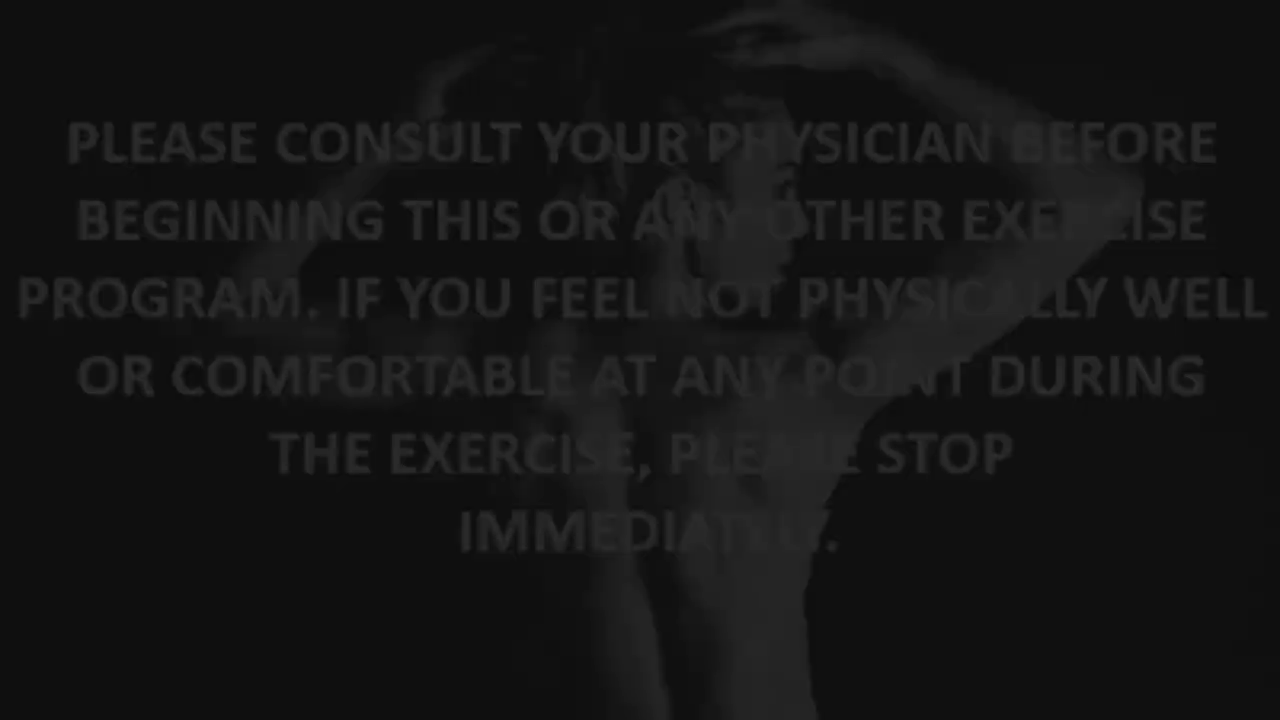 PLEASE CONSULT YOUR PHYSICIAN BEFORE
BEGINNING THIS OR ANY OTHER EXERCISE
PROGRAM. IF YOU FEEL NOT PHYSICALLY WELL
OR COMFORTABLE AT ANY POINT DURING
THE EXERCISE, PLEASE STOP
IMMEDIATELY.